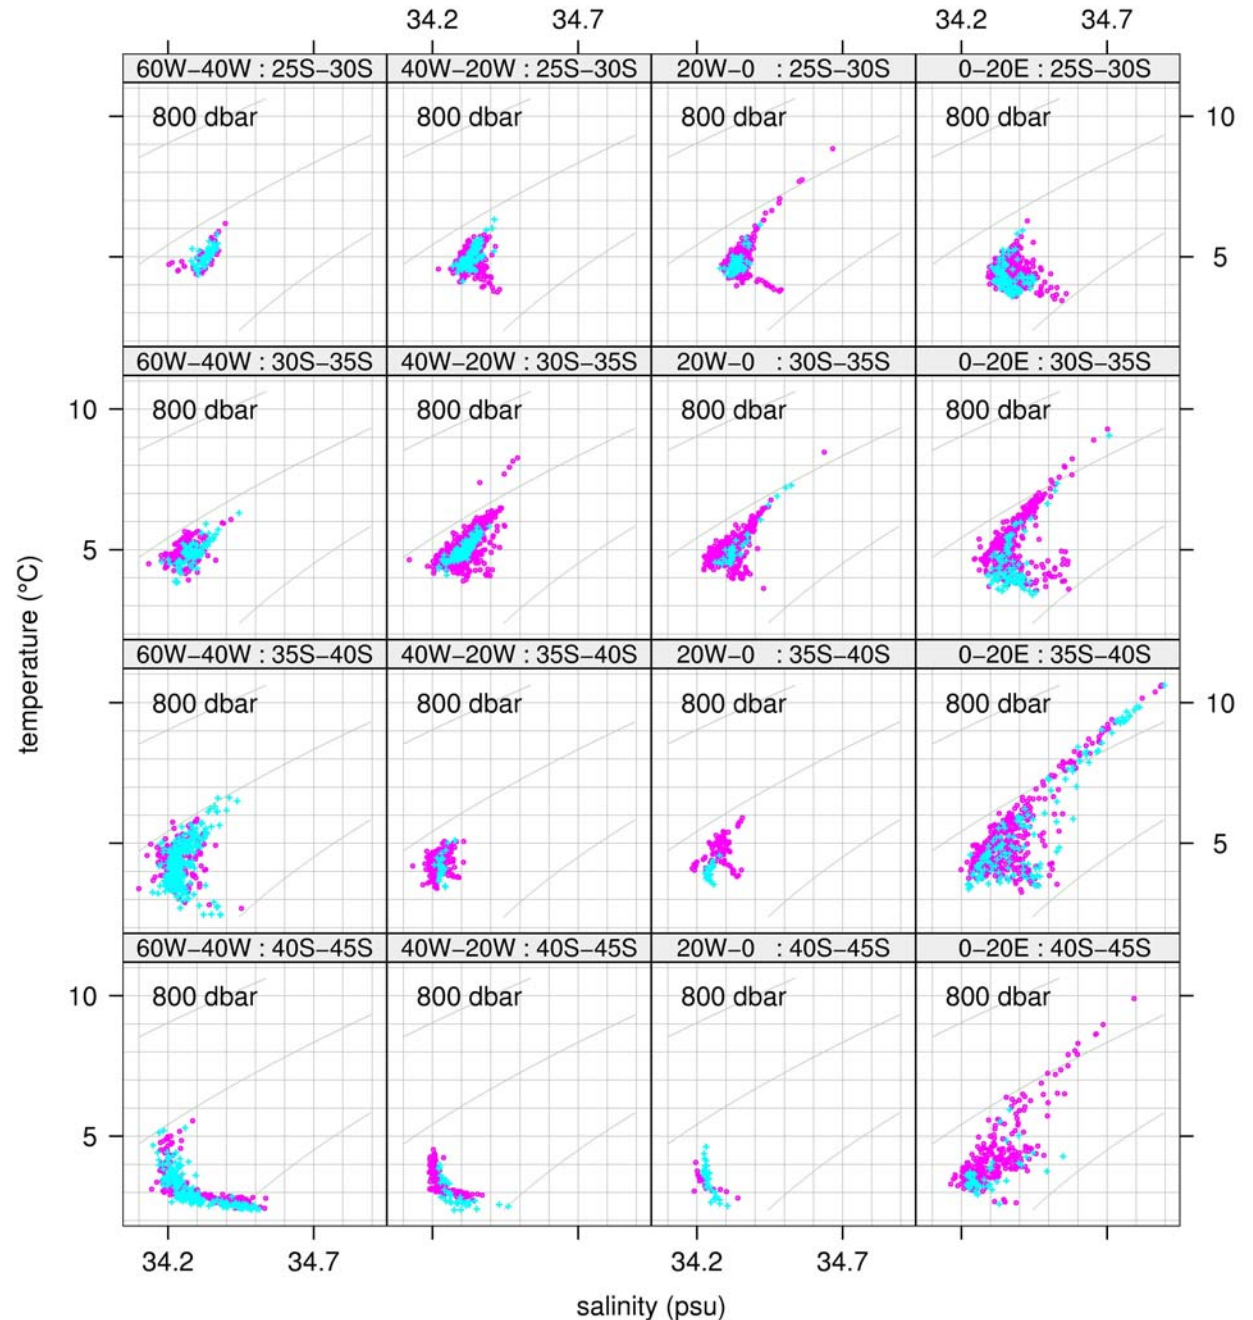 34.2 34.7 34.2 34.7
60W−40W : 25S−30S 40W−20W : 25S−30S 20W−0 : 25S−30S 0−20E : 25S−30S
800 dbar 800 dbar 800 dbar 800 dbar 10
5
60W−40W : 30S−35S 40W−20W : 30S−35S 20W−0 : 30S−35S 0−20E : 30S−35S
10 800 dbar 800 dbar 800 dbar 800 dbar
5
60W−40W : 35S−40S 40W−20W : 35S−40S 20W−0 : 35S−40S 0−20E : 35S−40S
800 dbar 800 dbar 800 dbar 800 dbar 10
5
60W−40W : 40S−45S 40W−20W : 40S−45S 20W−0 : 40S−45S 0−20E : 40S−45S
10 800 dbar 800 dbar 800 dbar 800 dbar
5
34.2 34.7 34.2 34.7
temperature (°C)
salinity (psu)